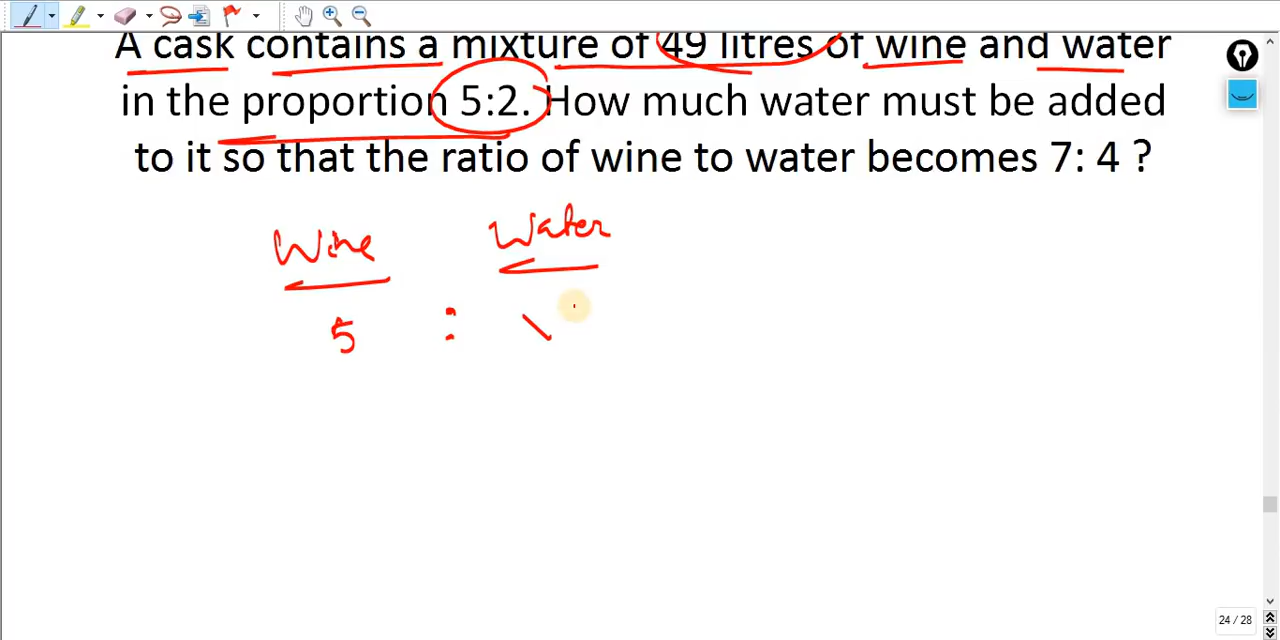 A cask contains a mixture of 49 litres of wine and water
in the proportion 5:2. How much water must be added
to it so that the ratio of wine to water becomes 7: 4 ?
Wine Water
5 :
24 / 28